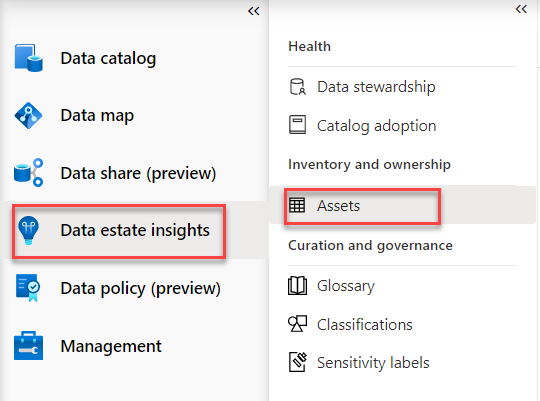 Data catalog
Data map
Data share (preview)
Data estate insights
Data policy (preview)
Management
Health
Data stewardship
Catalog adoption
Inventory and ownership
Assets
Curation and governance
Glossary
Classifications
Sensitivity labels